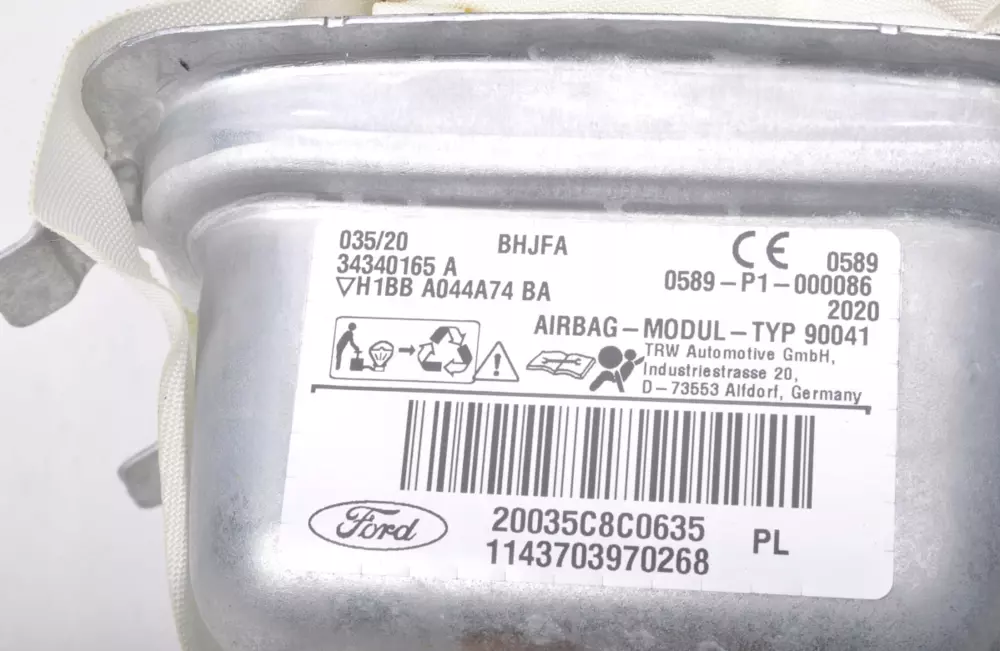 035/20 BHJFA
34340165 A
▽H1BB A044A74 BA
CE 0589
0589-P1-000086
2020
AIRBAG-MODUL-TYP 90041
TRW Automotive GmbH,
Industriestrasse 20,
D-73553 Alfdorf, Germany
Ford
20035C8C0635
1143703970268
PL